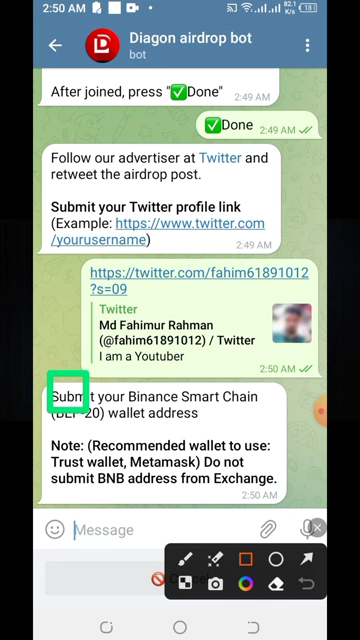 2:50 AM
82.1
K/s
18
Diagon airdrop bot
bot
After joined, press "✅Done"
2:49 AM
✅Done
2:49 AM
Follow our advertiser at Twitter and
retweet the airdrop post.
Submit your Twitter profile link
(Example: https://www.twitter.com
/yourusername)
2:49 AM
https://twitter.com/fahim61891012
?s=09
Twitter
Md Fahimur Rahman
(@fahim61891012) / Twitter
I am a Youtuber
2:50 AM
Submit your Binance Smart Chain
(BEP-20) wallet address
Note: (Recommended wallet to use:
Trust wallet, Metamask) Do not
submit BNB address from Exchange.
2:50 AM
Message